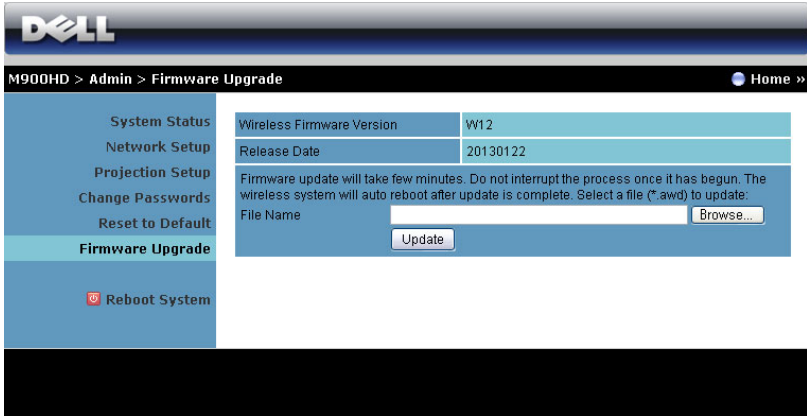 DELL
M900HD > Admin > Firmware Upgrade
Home »
System Status
Network Setup
Projection Setup
Change Passwords
Reset to Default
Firmware Upgrade
Reboot System
Wireless Firmware Version W12
Release Date 20130122
Firmware update will take few minutes. Do not interrupt the process once it has begun. The
wireless system will auto reboot after update is complete. Select a file (*.awd) to update:
File Name Browse...
Update